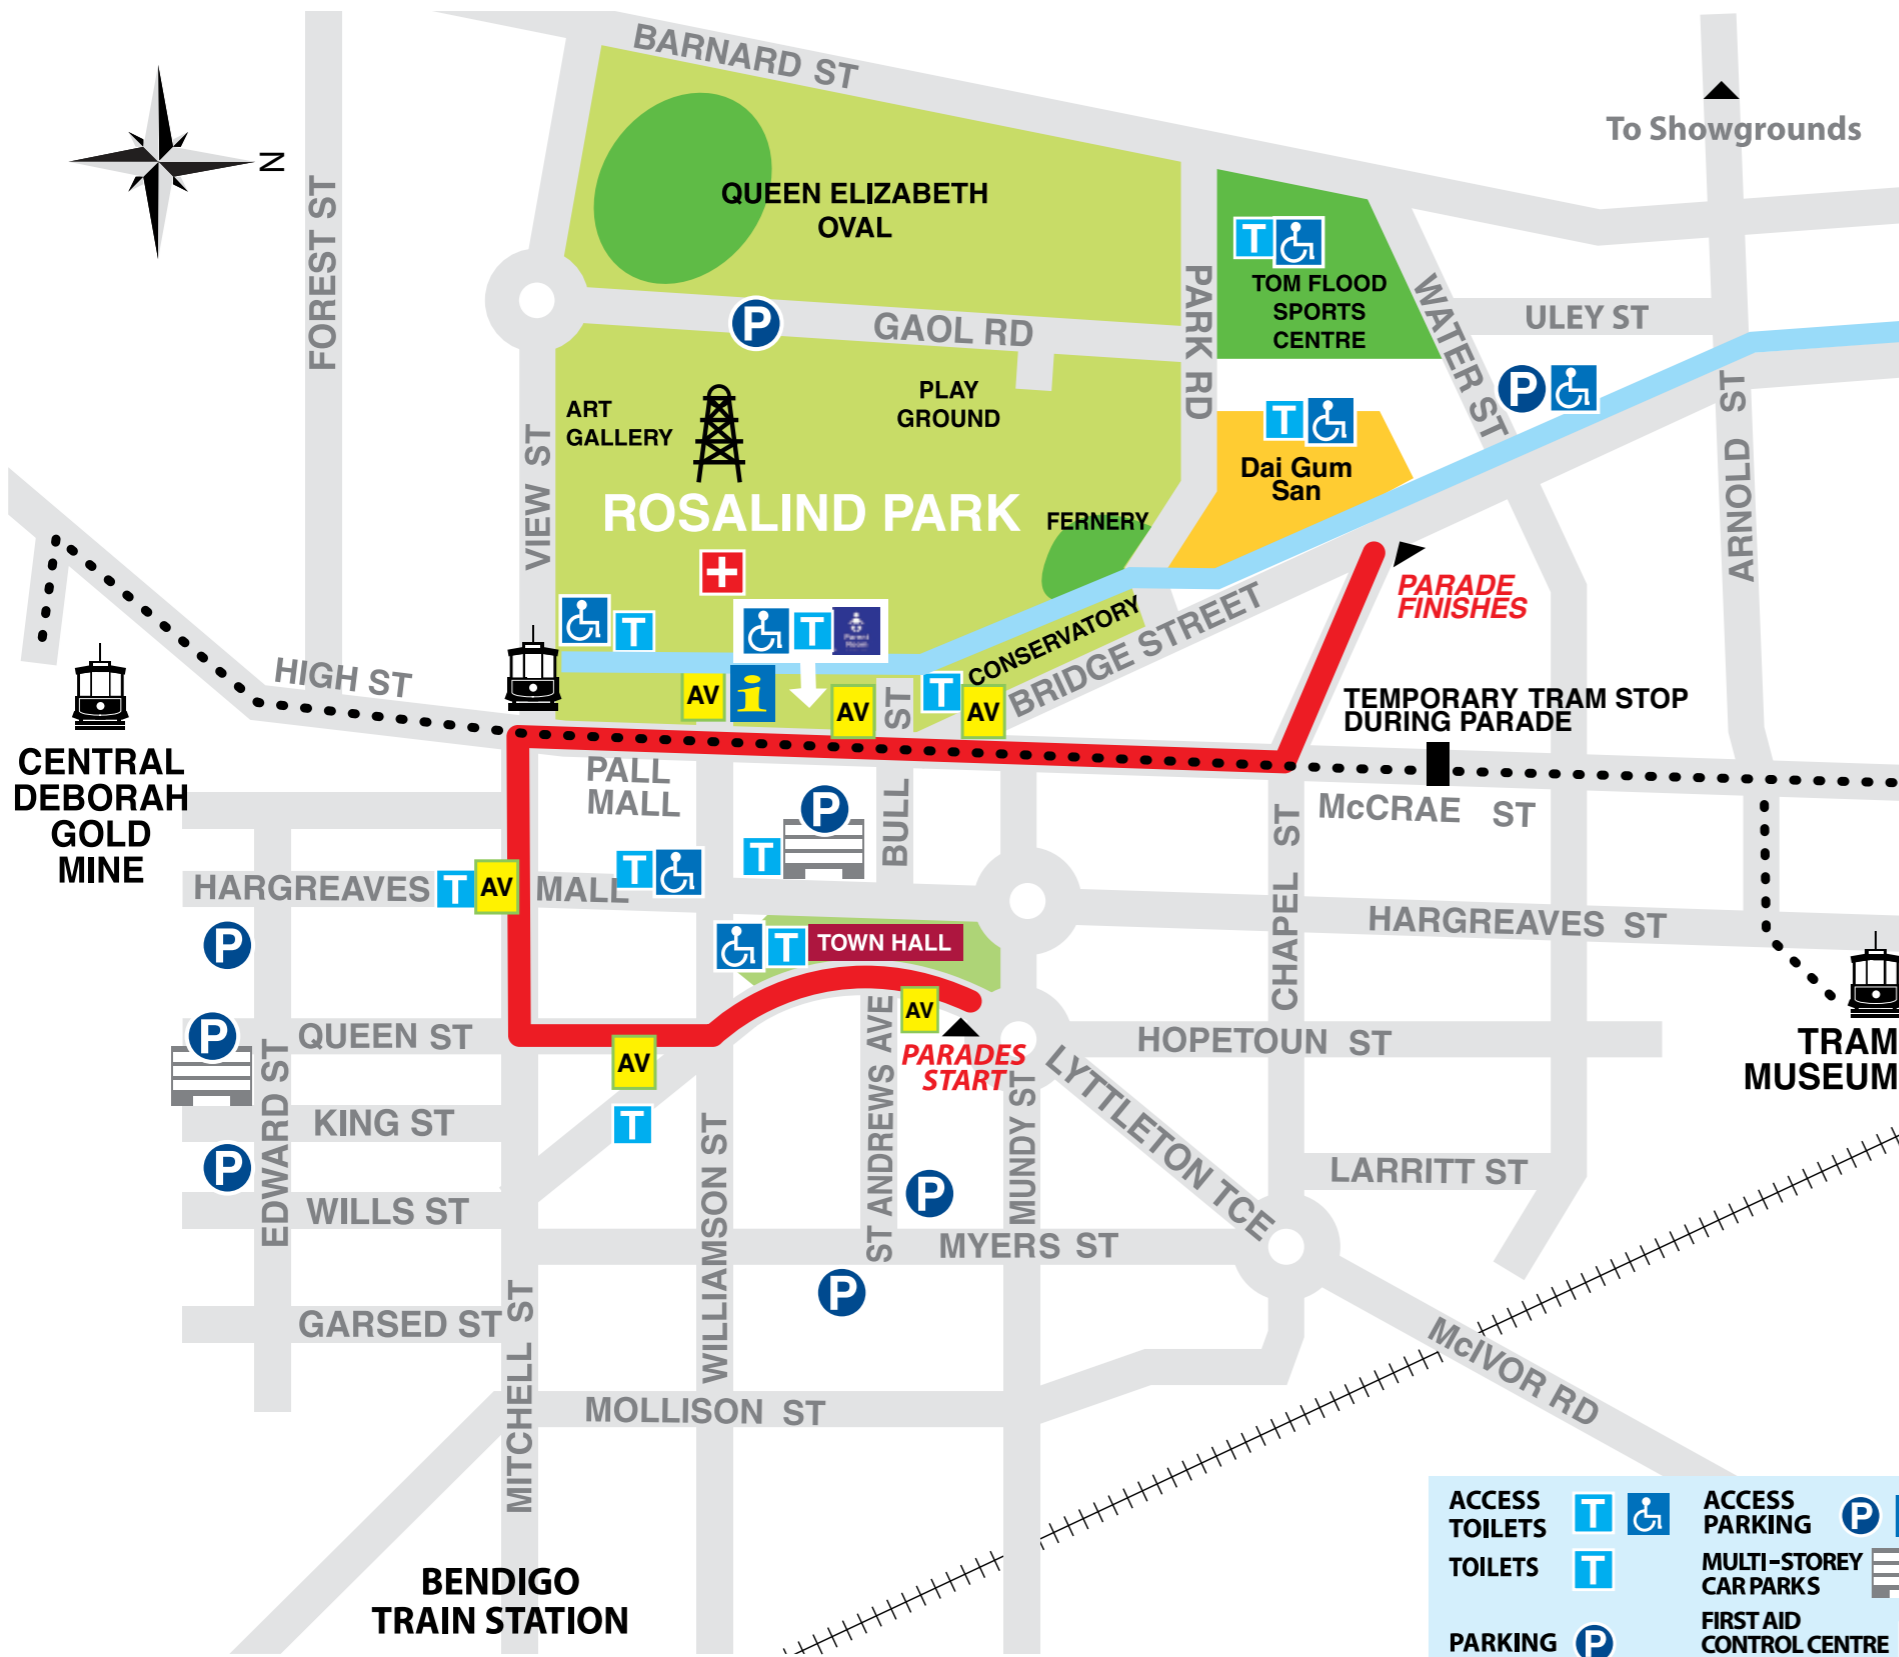 BARNARD ST
To Showgrounds
N
FOREST ST
QUEEN ELIZABETH
OVAL
T
TOM FLOOD
SPORTS
CENTRE
PARK RD
WATER ST
ULEY ST
P
GAOL RD
P
ARNOLD ST
VIEW ST
ART
GALLERY
PLAY
GROUND
T
Dai Gum
San
ROSALIND PARK
FERNERY
PARADE
FINISHES
T
T
Parent
Room
CONSERVATORY
BRIDGE STREET
HIGH ST
AV
i
AV
T
AV
ST
BULL
TEMPORARY TRAM STOP
DURING PARADE
CENTRAL
DEBORAH
GOLD
MINE
PALL
MALL
P
McCRAE ST
CHAPEL ST
T
T
HARGREAVES
T
AV
MALL
HARGREAVES ST
P
T
TOWN HALL
AV
PARADES
START
QUEEN ST
P
AV
HOPETOUN ST
TRAM
MUSEUM
EDWARD ST
KING ST
T
P
WILLS ST
WILLIAMSON ST
ST ANDREWS AVE
P
MUNDY ST
LYTTLETON TCE
LARRITT ST
MYERS ST
P
GARSED ST
MITCHELL ST
McIVOR RD
MOLLISON ST
BENDIGO
TRAIN STATION
ACCESS
TOILETS
T
ACCESS
PARKING
P
TOILETS
T
MULTI-STOREY
CAR PARKS
PARKING
P
FIRST AID
CONTROL CENTRE